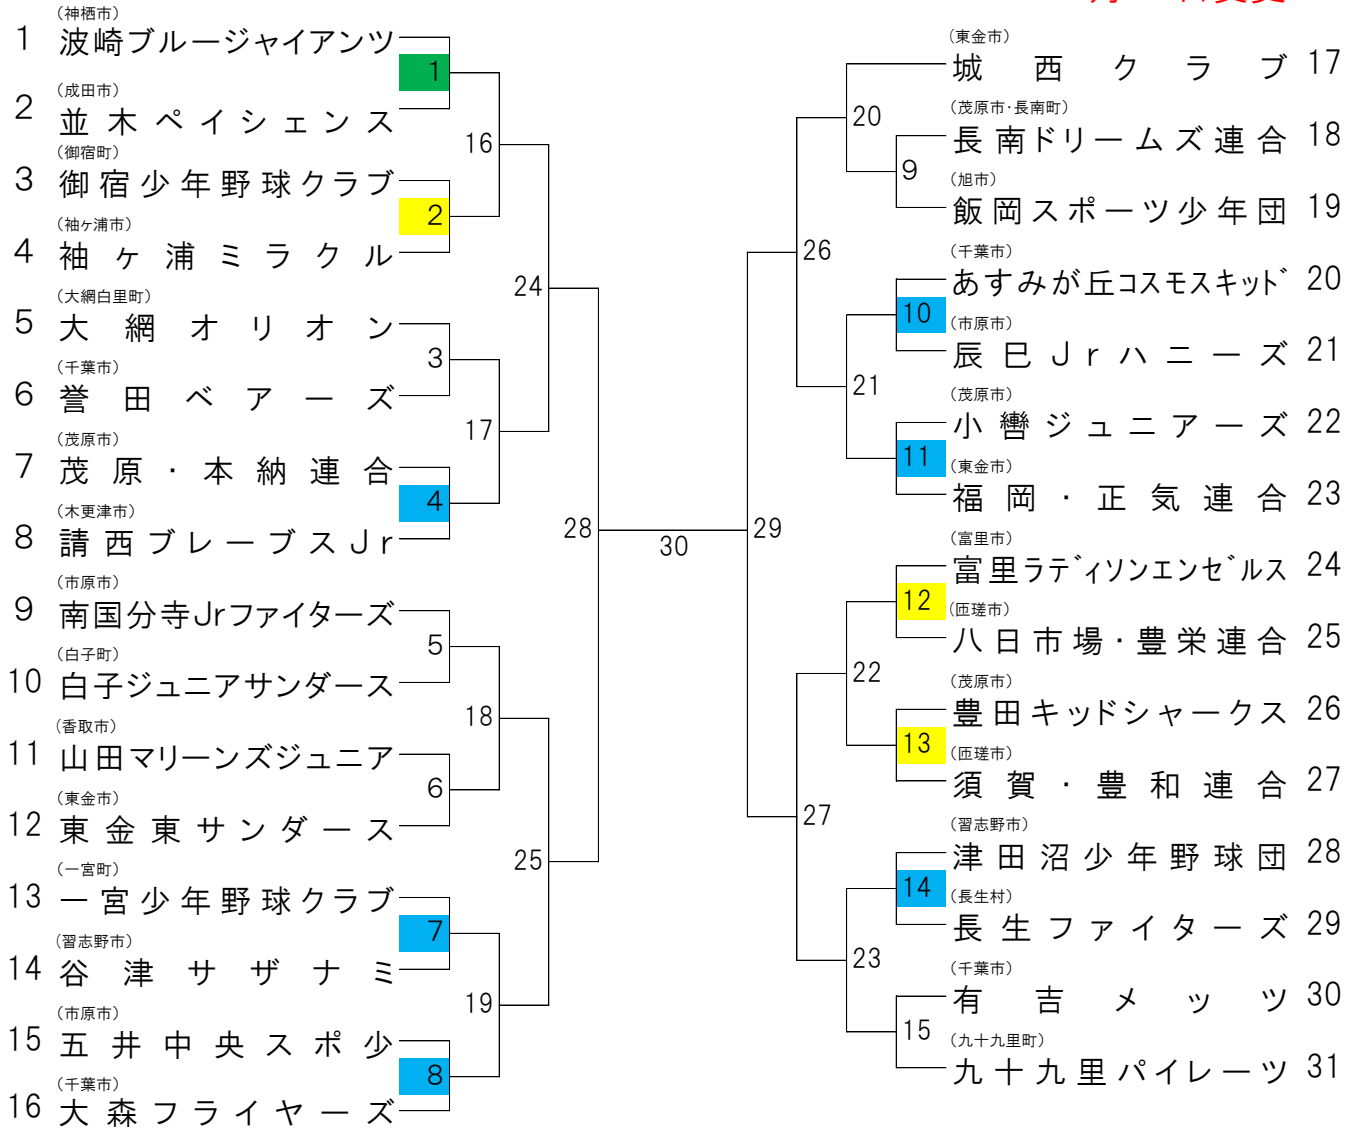 (神栖市)
1 波崎ブルージャイアンツ
1
(成田市)
2 並木ペイシェンス
16
(御宿町)
3 御宿少年野球クラブ
2
(袖ヶ浦市)
4 袖ヶ浦ミラクル
24
(大網白里町)
5 大網オリオン
3
(千葉市)
6 誉田ベアーズ
17
(茂原市)
7 茂原・本納連合
4
(木更津市)
8 請西ブレーブスJr
28
(市原市)
9 南国分寺Jrファイターズ
5
(白子町)
10 白子ジュニアサンダース
18
(香取市)
11 山田マリーンズジュニア
6
(東金市)
12 東金東サンダース
25
(一宮町)
13 一宮少年野球クラブ
7
(習志野市)
14 谷津サザナミ
19
(市原市)
15 五井中央スポ少
8
(千葉市)
16 大森フライヤーズ
30
(東金市)
城西クラブ 17
20
(茂原市・長南町)
長南ドリームズ連合 18
9
(旭市)
飯岡スポーツ少年団 19
26
(千葉市)
あすみが丘コスモスキッド 20
10
(市原市)
辰巳Jrハニーズ 21
21
(茂原市)
小轡ジュニアーズ 22
11
(東金市)
福岡・正気連合 23
29
(富里市)
富里ラディソンエンゼルス 24
12
(匝瑳市)
八日市場・豊栄連合 25
22
(茂原市)
豊田キッドシャークス 26
13
(匝瑳市)
須賀・豊和連合 27
27
(習志野市)
津田沼少年野球団 28
14
(長生村)
長生ファイターズ 29
23
(千葉市)
有吉メッツ 30
15
(九十九里町)
九十九里パイレーツ 31